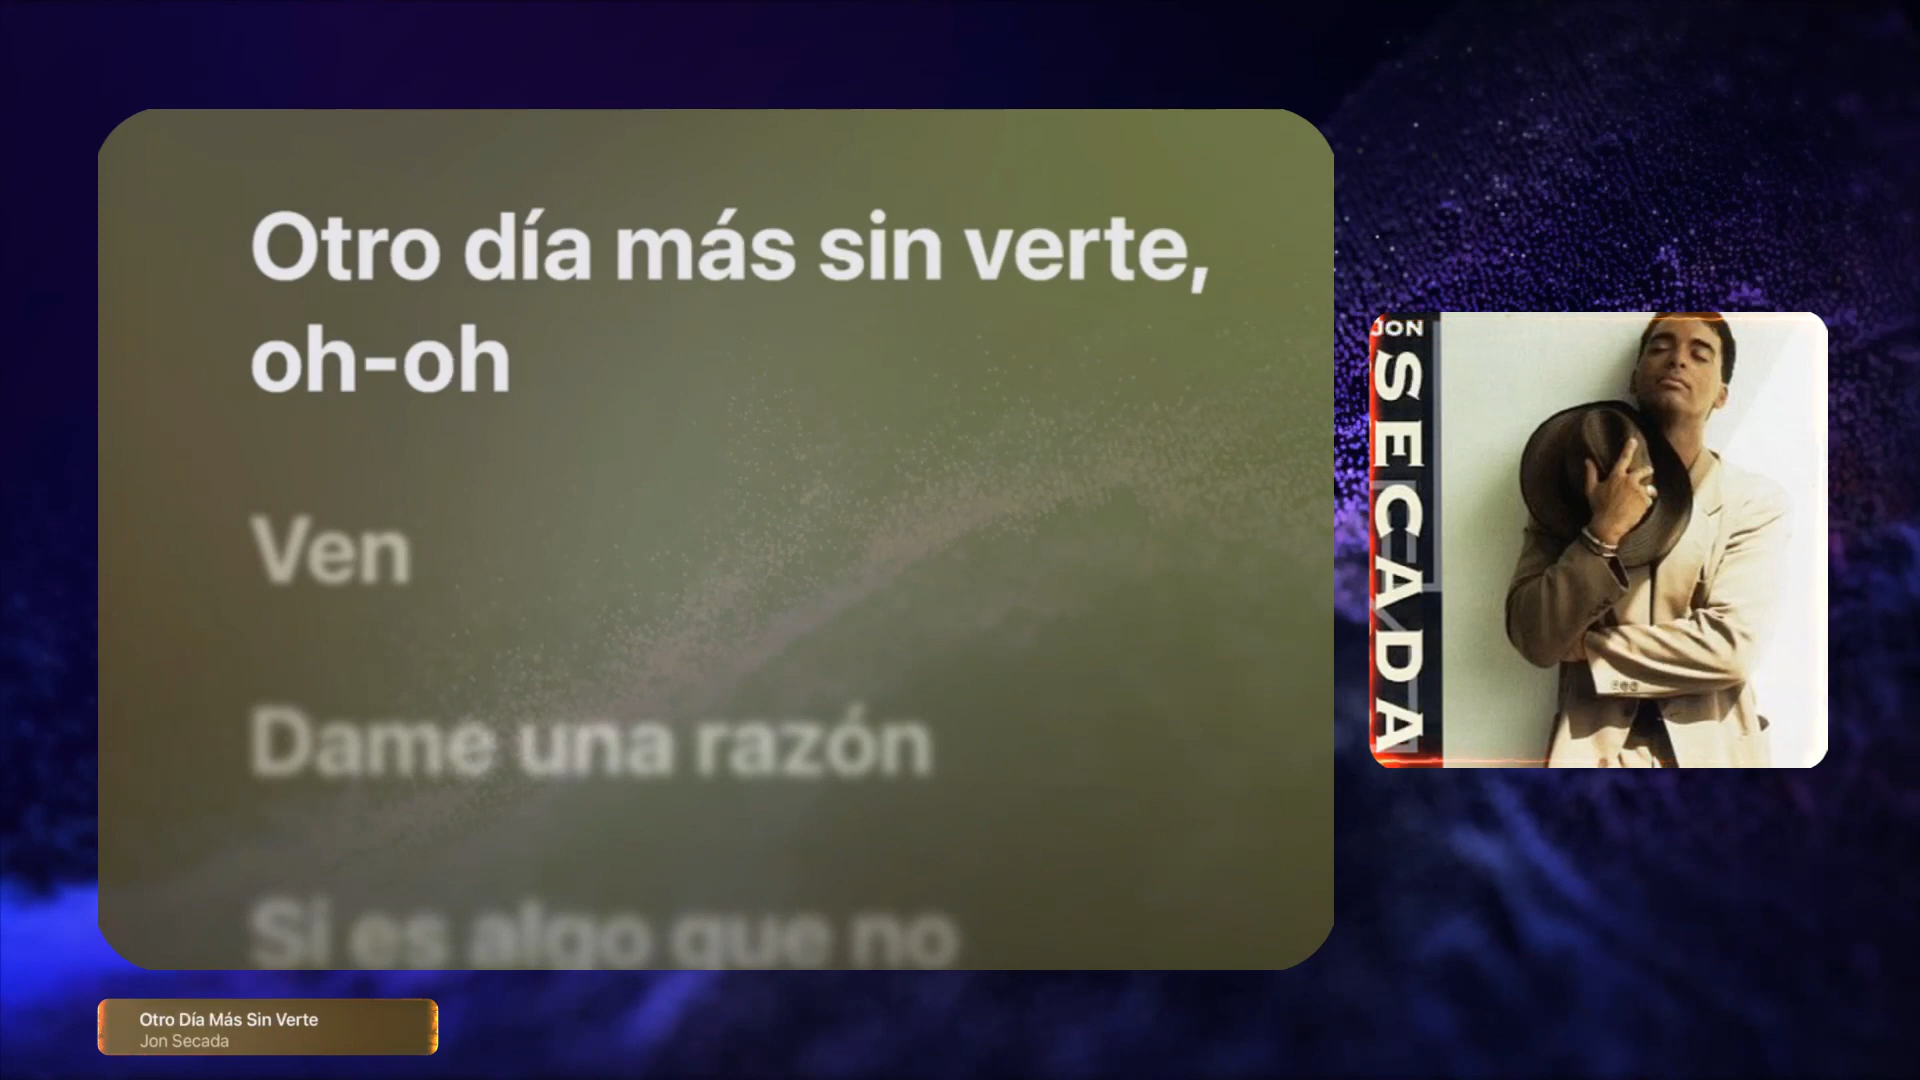 Otro día más sin verte,
oh-oh
Ven
Dame una razón
Si es algo que no
JON
SECADA
Otro Día Más Sin Verte
Jon Secada